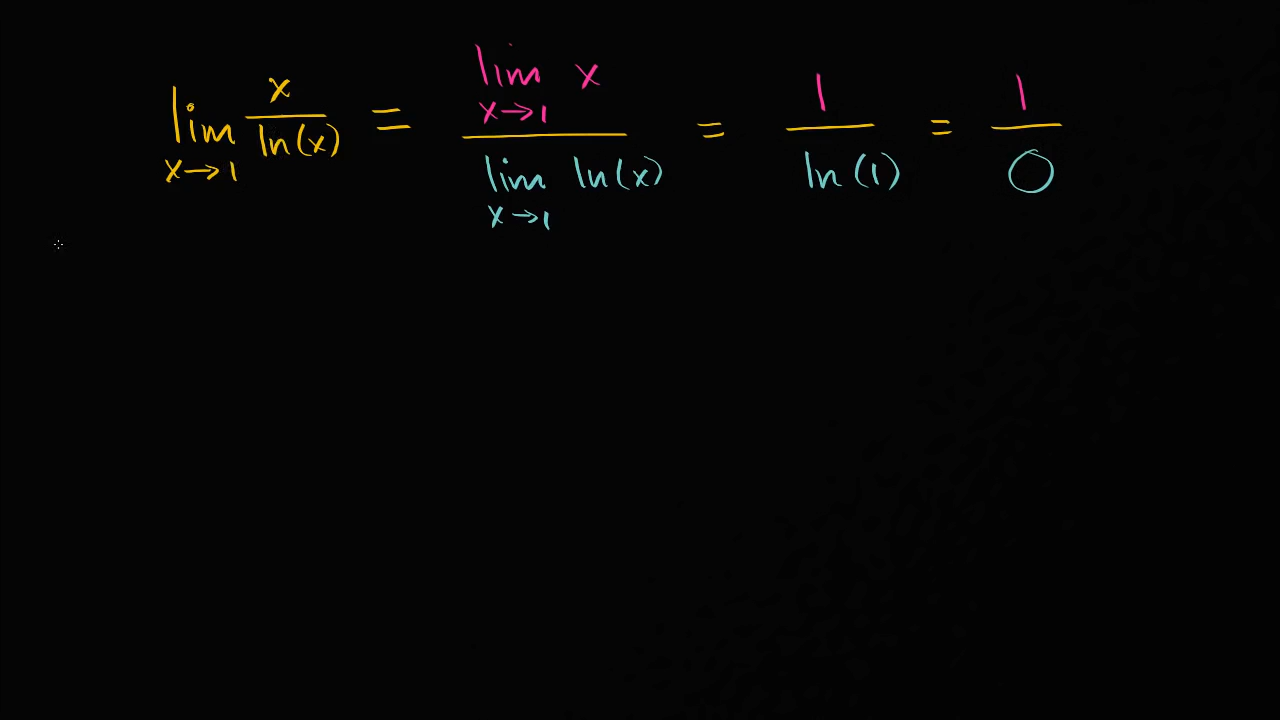 lim x→1 x/ln(x) = lim x→1 x / lim x→1 ln(x) = 1/ln(1) = 1/0